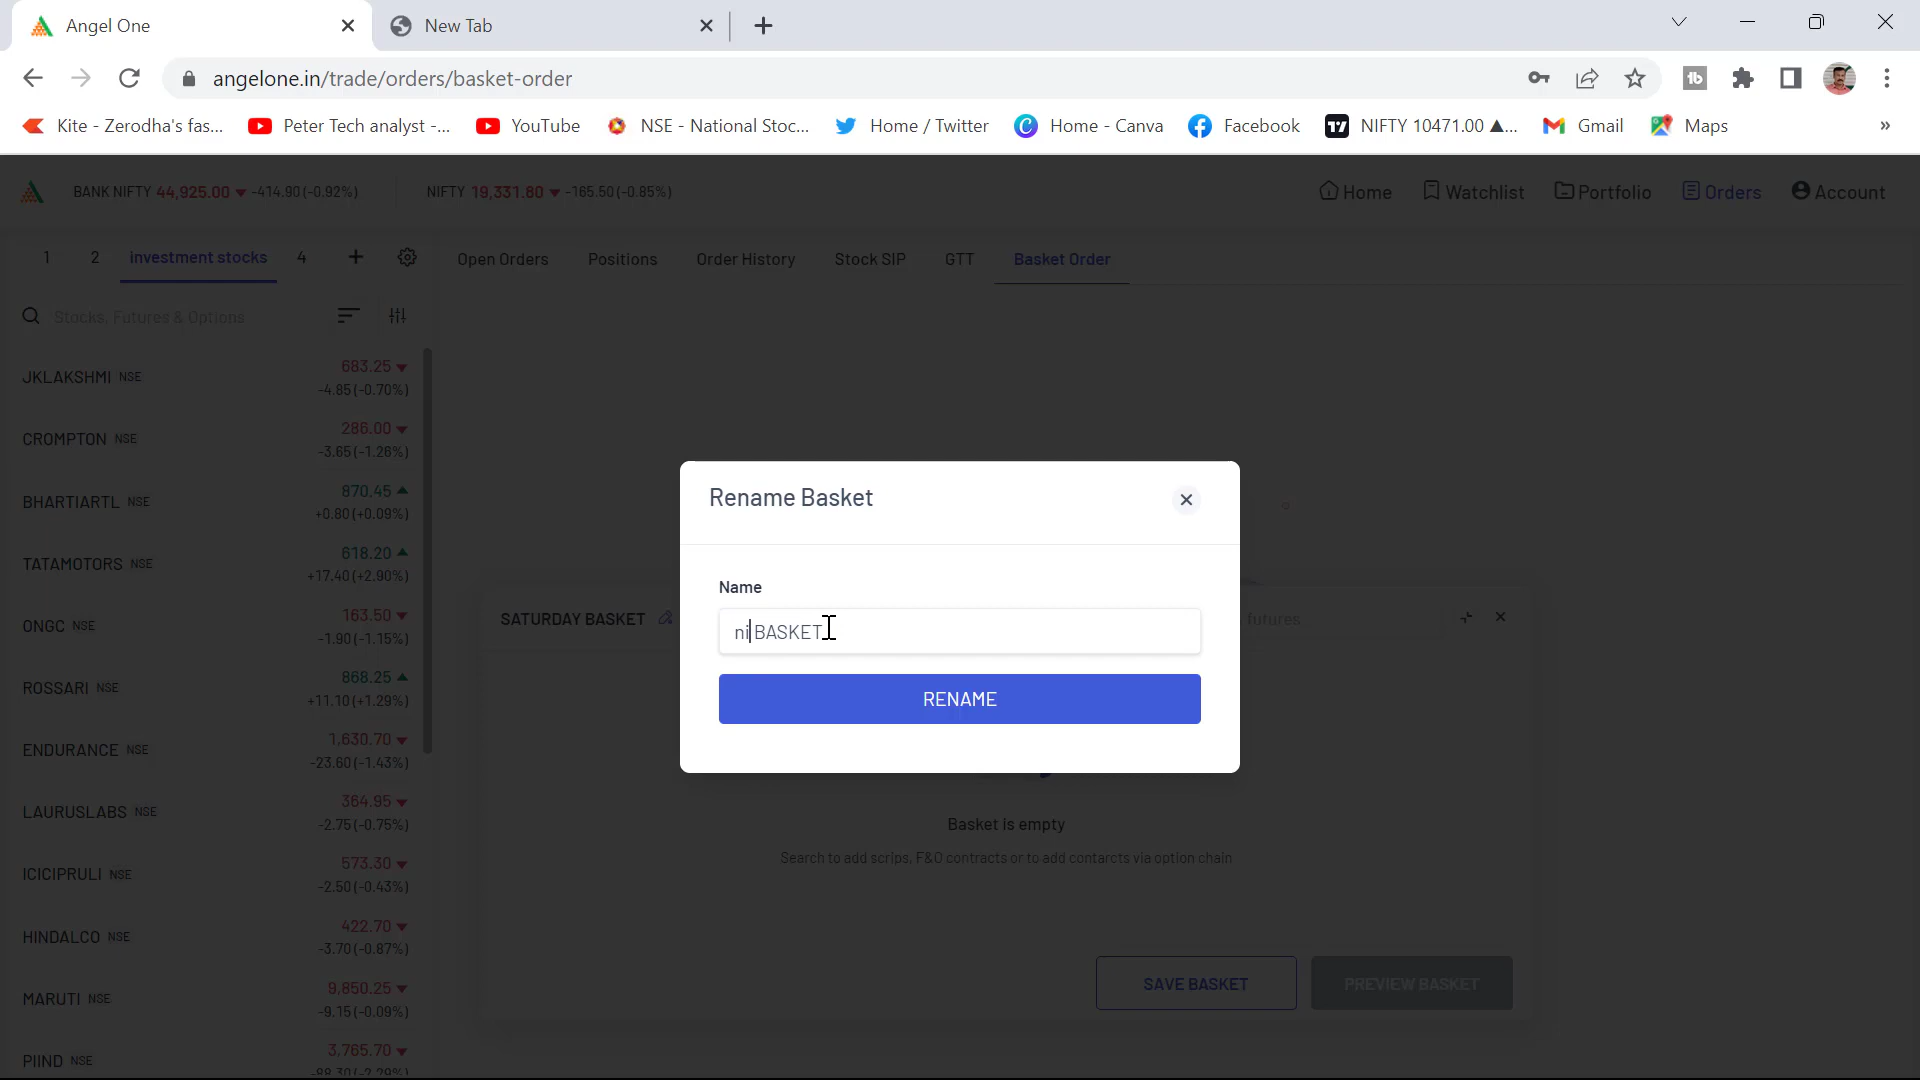 Angel One
New Tab
angelone.in/trade/orders/basket-order
Kite - Zerodha's fas...
Peter Tech analyst -...
YouTube
NSE - National Stoc...
Home / Twitter
Home - Canva
Facebook
NIFTY 10471.00 ▲...
Gmail
Maps
»
BANK NIFTY 44,925.00 ▼ -414.90 (-0.92%)
NIFTY 19,331.80 ▼ -165.50 (-0.85%)
Home
Watchlist
Portfolio
Orders
Account
1 2 investment stocks 4 +
Open Orders
Positions
Order History
Stock SIP
GTT
Basket Order
Stocks, Futures & Options
JKLAKSHMI NSE 683.25 ▼
-4.85 (-0.70%)
CROMPTON NSE 286.00 ▼
-3.65 (-1.26%)
BHARTIARTL NSE 870.45 ▲
+0.80 (+0.09%)
TATAMOTORS NSE 618.20 ▲
+17.40 (+2.90%)
ONGC NSE 163.50 ▼
-1.90 (-1.15%)
ROSSARI NSE 868.25 ▲
+11.10 (+1.29%)
ENDURANCE NSE 1,630.70 ▼
-23.60 (-1.43%)
LAURUSLABS NSE 364.95 ▼
-2.75 (-0.75%)
ICICIPRULI NSE 573.30 ▼
-2.50 (-0.43%)
HINDALCO NSE 422.70 ▼
-3.70 (-0.87%)
MARUTI NSE 9,850.25 ▼
-9.15 (-0.09%)
PIIND NSE 3,765.70 ▼
-88.30 (-2.29%)
Rename Basket
Name
ni BASKET
RENAME
SATURDAY BASKET
futures
Basket is empty
Search to add scrips, F&O contracts or to add contarcts via option chain
SAVE BASKET
PREVIEW BASKET